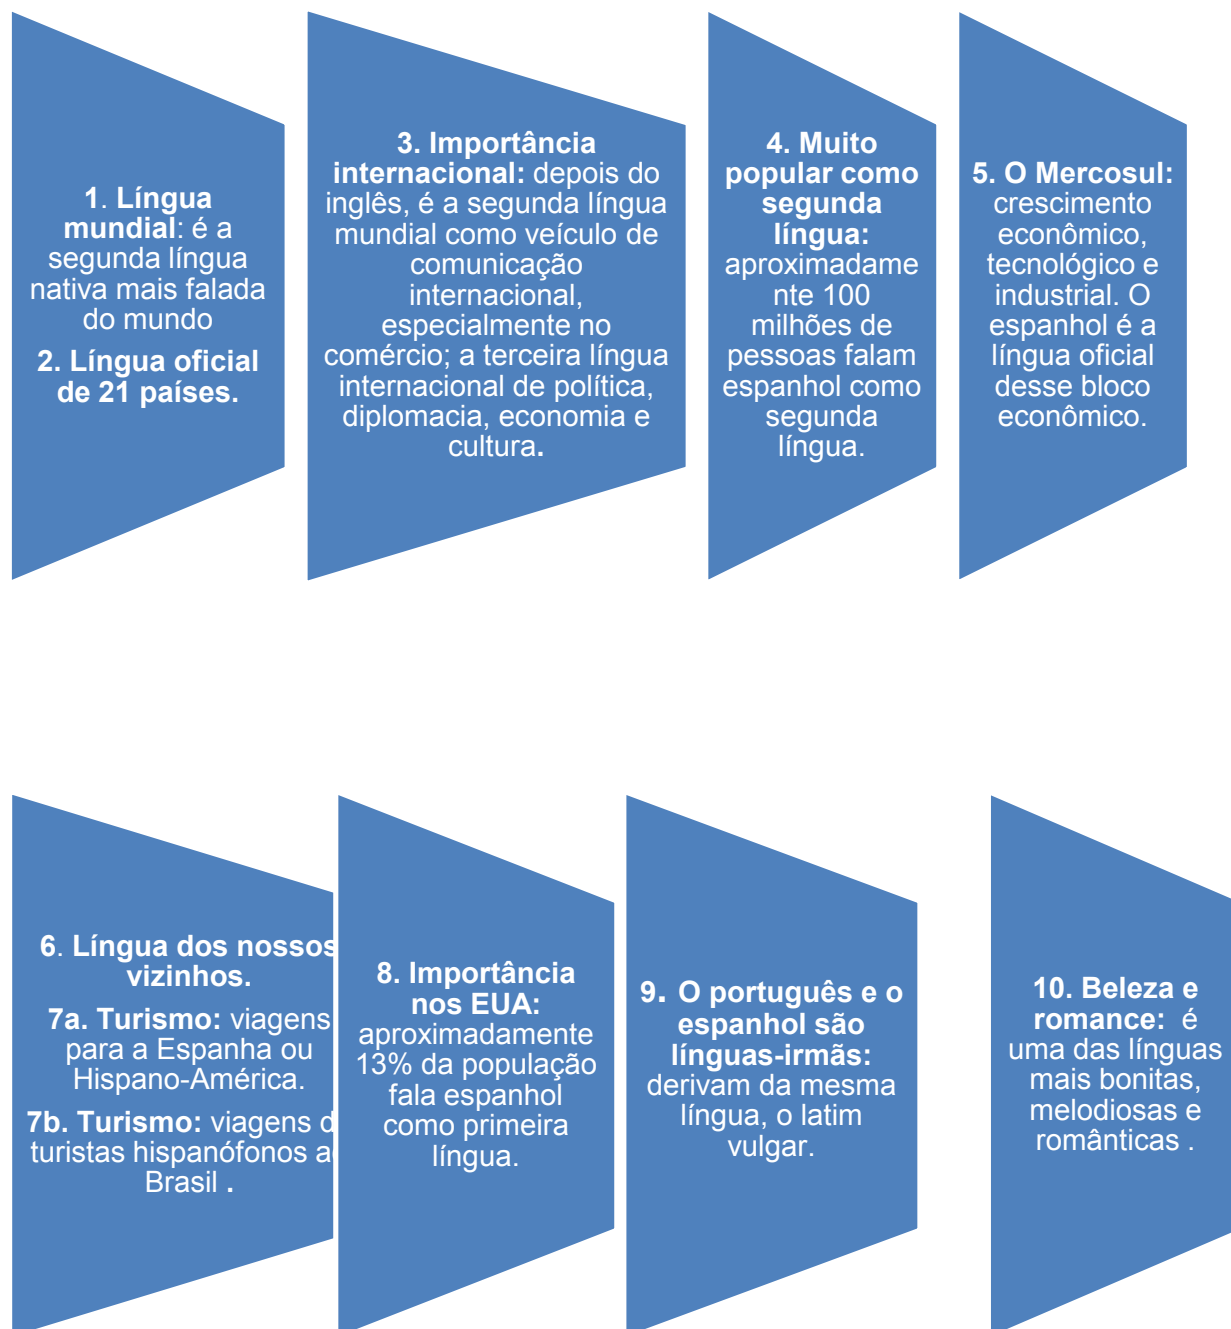 1. Língua
mundial: é a
segunda língua
nativa mais falada
do mundo
2. Língua oficial
de 21 países.
3. Importância
internacional: depois do
inglês, é a segunda língua
mundial como veículo de
comunicação
internacional,
especialmente no
comércio; a terceira língua
internacional de política,
diplomacia, economia e
cultura.
4. Muito
popular como
segunda
língua:
aproximadame
nte 100
milhões de
pessoas falam
espanhol como
segunda
língua.
5. O Mercosul:
crescimento
econômico,
tecnológico e
industrial. O
espanhol é a
língua oficial
desse bloco
econômico.
6. Língua dos nossos
vizinhos.
7a. Turismo: viagens
para a Espanha ou
Hispano-América.
7b. Turismo: viagens d
turistas hispanófonos a
Brasil .
8. Importância
nos EUA:
aproximadamente
13% da população
fala espanhol
como primeira
língua.
9. O português e o
espanhol são
línguas-irmãs:
derivam da mesma
língua, o latim
vulgar.
10. Beleza e
romance: é
uma das línguas
mais bonitas,
melodiosas e
românticas .